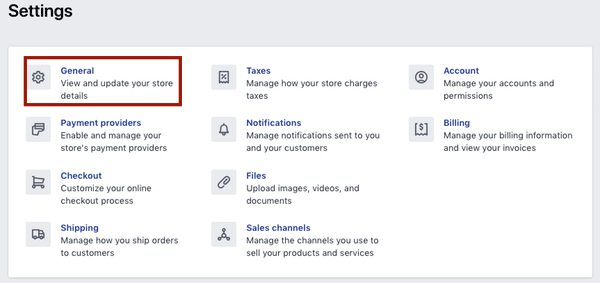 Settings
General
View and update your store
details
Payment providers
Enable and manage your
store's payment providers
Checkout
Customize your online
checkout process
Shipping
Manage how you ship orders
to customers
Taxes
Manage how your store charges
taxes
Notifications
Manage notifications sent to you
and your customers
Files
Upload images, videos, and
documents
Sales channels
Manage the channels you use to
sell your products and services
Account
Manage your accounts and
permissions
Billing
Manage your billing information
and view your invoices